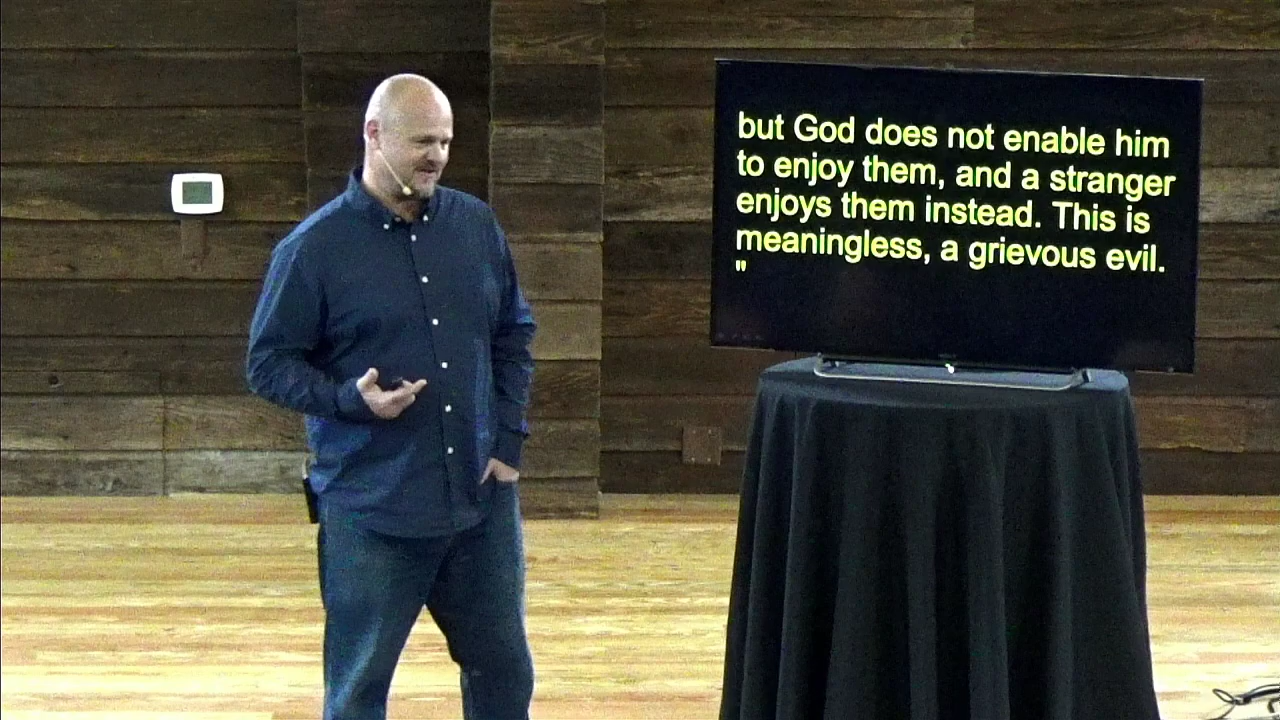 but God does not enable him
to enjoy them, and a stranger
enjoys them instead. This is
meaningless, a grievous evil.
"